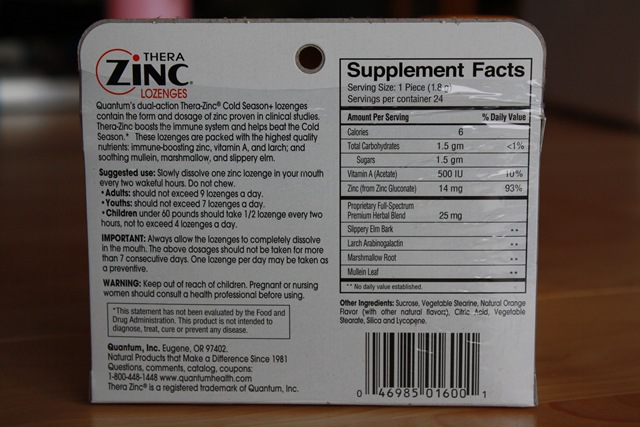 THERA
ZINC
LOZENGES
Quantum's dual-action Thera-Zinc® Cold Season+ lozenges
contain the form and dosage of zinc proven in clinical studies.
Thera-Zinc boosts the immune system and helps beat the Cold
Season.* These lozenges are packed with the highest quality
nutrients: immune-boosting zinc, vitamin A, and larch; and
soothing mullein, marshmallow, and slippery elm.
Suggested use: Slowly dissolve one zinc lozenge in your mouth
every two wakeful hours. Do not chew.
• Adults: should not exceed 9 lozenges a day.
• Youths: should not exceed 7 lozenges a day.
• Children under 60 pounds should take 1/2 lozenge every two
hours, not to exceed 4 lozenges a day.
IMPORTANT: Always allow the lozenges to completely dissolve
in the mouth. The above dosages should not be taken for more
than 7 consecutive days. One lozenge per day may be taken as
a preventive.
WARNING: Keep out of reach of children. Pregnant or nursing
women should consult a health professional before using.
*This statement has not been evaluated by the Food and
Drug Administration. This product is not intended to
diagnose, treat, cure or prevent any disease.
Quantum, Inc. Eugene, OR 97402.
Natural Products that Make a Difference Since 1981
Questions, comments, catalog, coupons:
1-800-448-1448 www.quantumhealth.com
Thera Zinc® is a registered trademark of Quantum, Inc.
Supplement Facts
Serving Size: 1 Piece (1.8 g)
Servings per container 24
Amount Per Serving % Daily Value
Calories 6
Total Carbohydrates 1.5 gm <1%
Sugars 1.5 gm
Vitamin A (Acetate) 500 IU 10%
Zinc (from Zinc Gluconate) 14 mg 93%
Proprietary Full-Spectrum
Premium Herbal Blend 25 mg
Slippery Elm Bark **
Larch Arabinogalactin **
Marshmallow Root **
Mullein Leaf **
** No daily value established.
Other Ingredients: Sucrose, Vegetable Stearine, Natural Orange
Flavor (with other natural flavors), Citric Acid, Vegetable
Stearate, Silica and Lycopene.
0 46985 01600 1